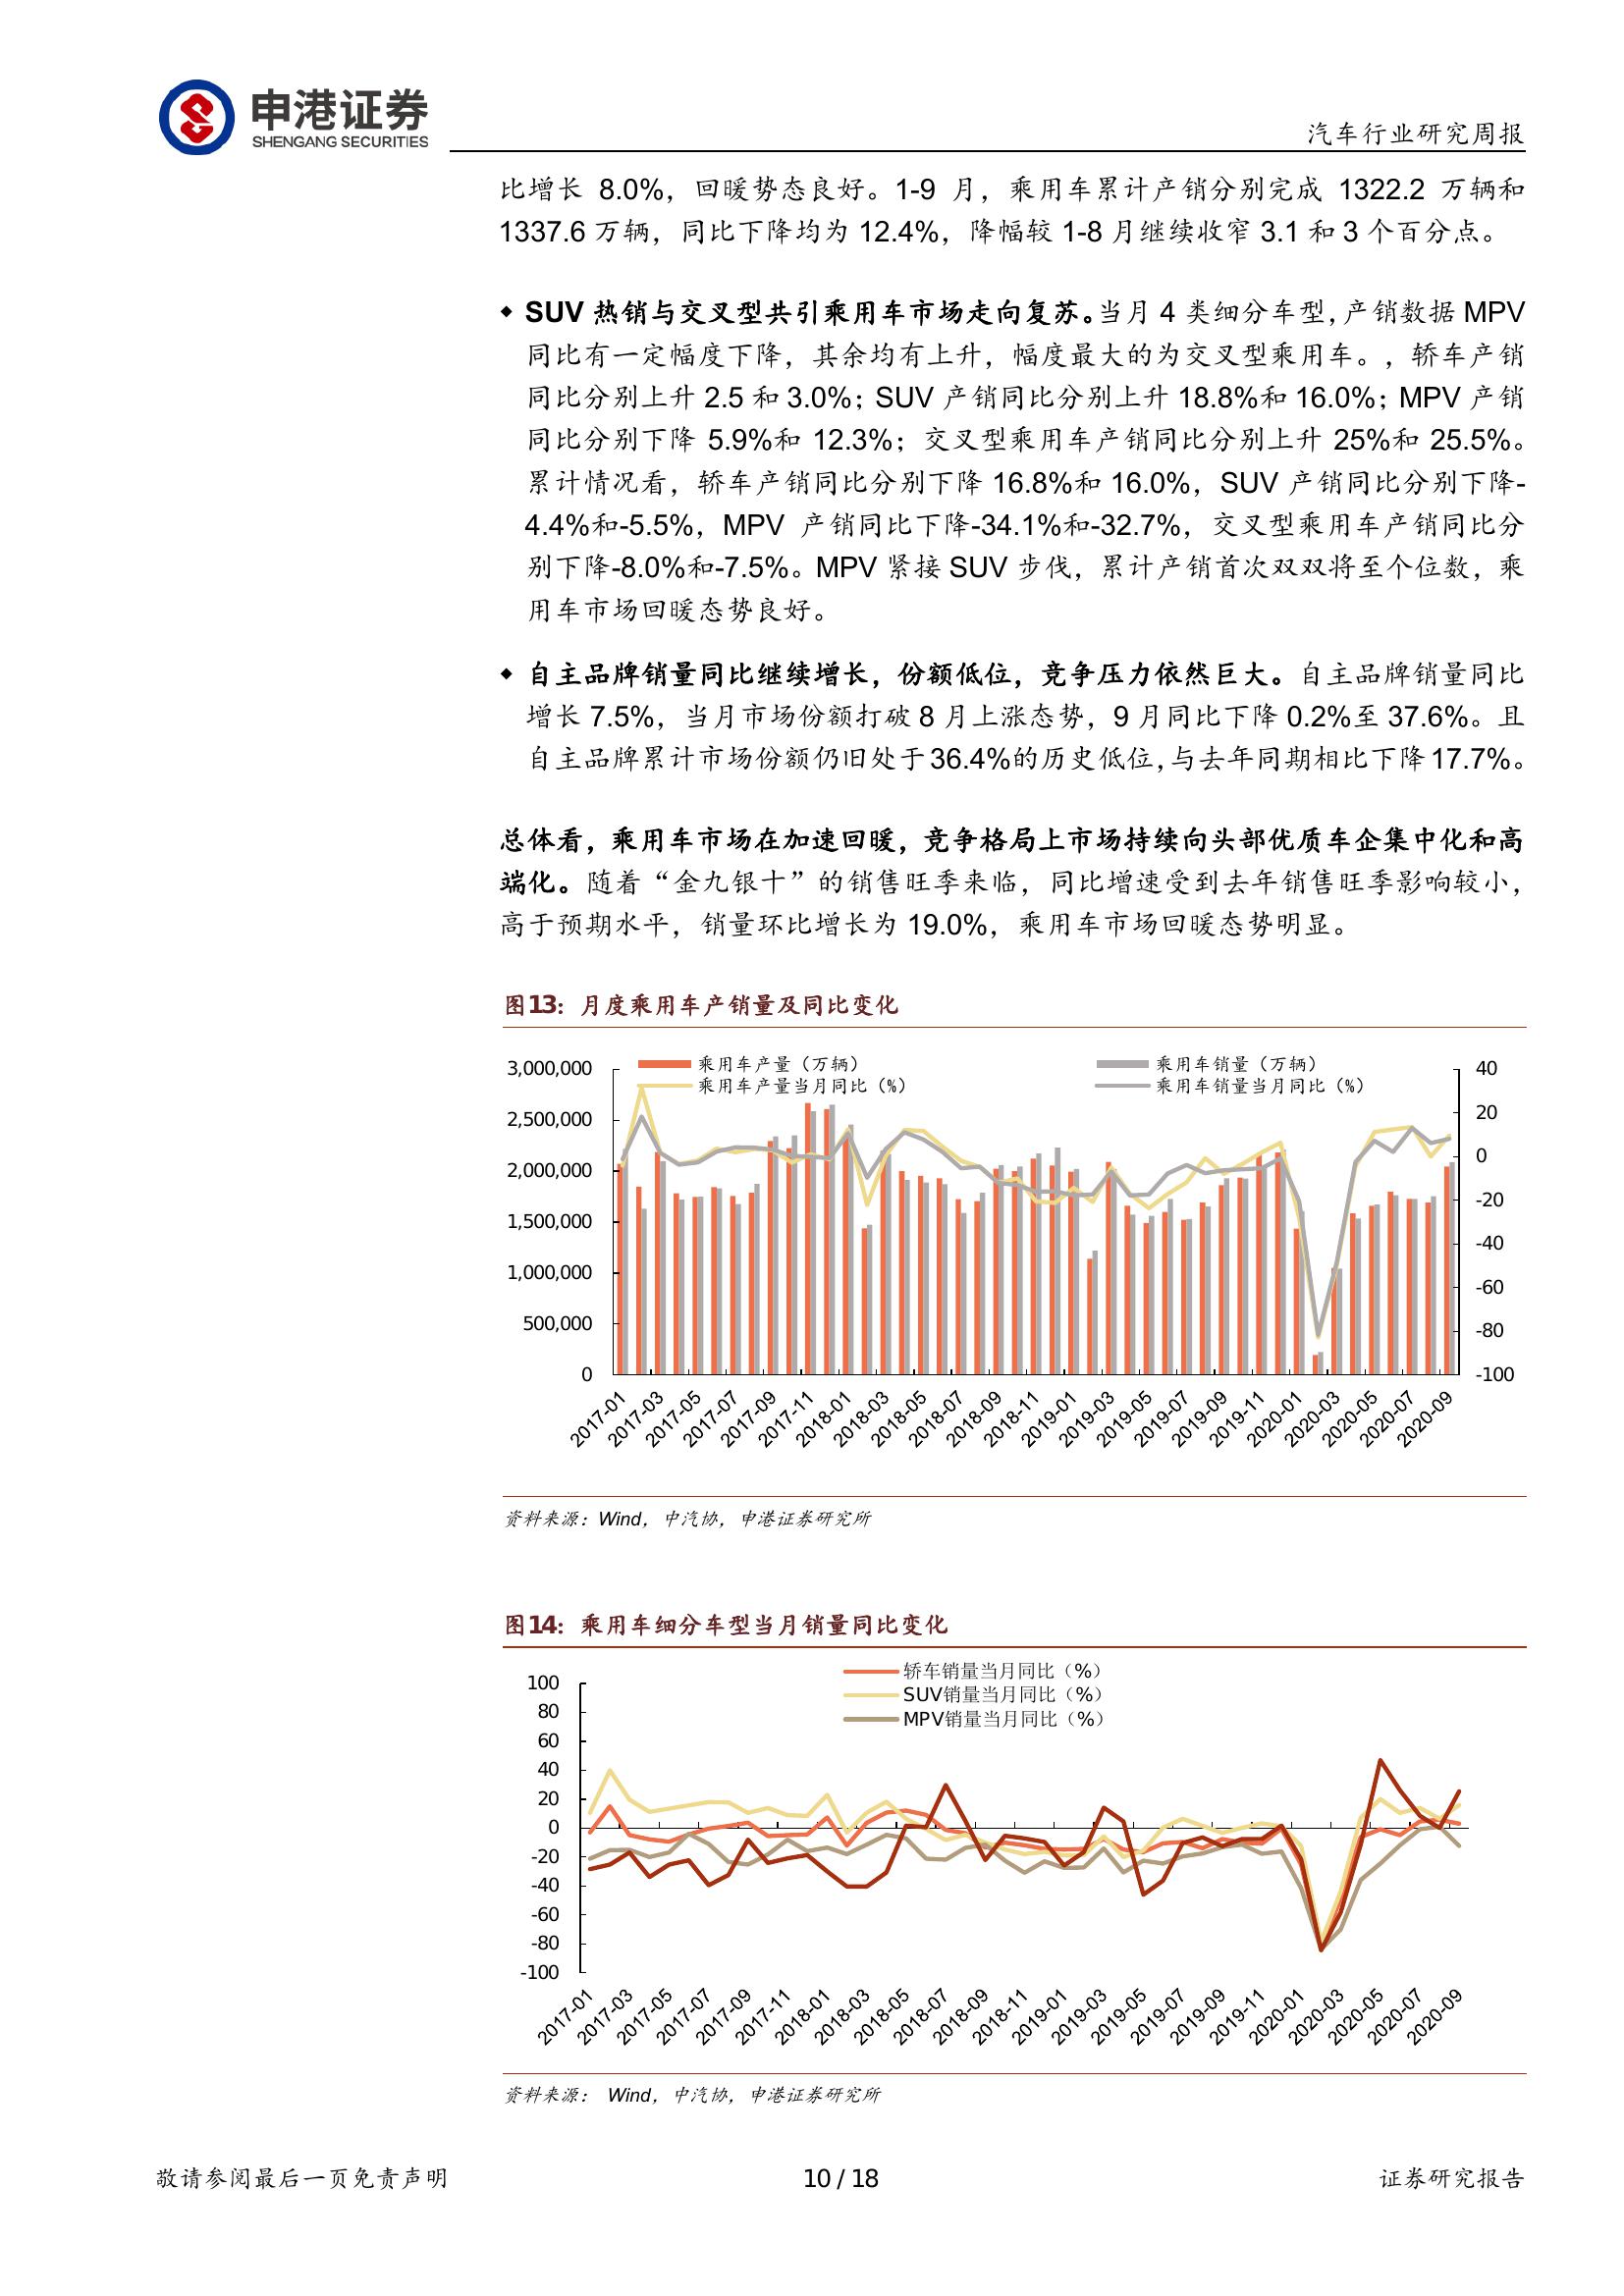 申港证券
SHENGANG SECURITIES
汽车行业研究周报
比增长 8.0%，回暖势态良好。1-9 月，乘用车累计产销分别完成 1322.2 万辆和
1337.6 万辆，同比下降均为 12.4%，降幅较 1-8 月继续收窄 3.1 和 3 个百分点。
◆ SUV 热销与交叉型共引乘用车市场走向复苏。当月 4 类细分车型，产销数据 MPV
同比有一定幅度下降，其余均有上升，幅度最大的为交叉型乘用车。，轿车产销
同比分别上升 2.5 和 3.0%；SUV 产销同比分别上升 18.8%和 16.0%；MPV 产销
同比分别下降 5.9%和 12.3%；交叉型乘用车产销同比分别上升 25%和 25.5%。
累计情况看，轿车产销同比分别下降 16.8%和 16.0%，SUV 产销同比分别下降-
4.4%和-5.5%，MPV 产销同比下降-34.1%和-32.7%，交叉型乘用车产销同比分
别下降-8.0%和-7.5%。MPV 紧接 SUV 步伐，累计产销首次双双将至个位数，乘
用车市场回暖态势良好。
◆ 自主品牌销量同比继续增长，份额低位，竞争压力依然巨大。自主品牌销量同比
增长 7.5%，当月市场份额打破 8 月上涨态势，9 月同比下降 0.2%至 37.6%。且
自主品牌累计市场份额仍旧处于 36.4%的历史低位，与去年同期相比下降 17.7%。
总体看，乘用车市场在加速回暖，竞争格局上市场持续向头部优质车企集中化和高
端化。随着“金九银十”的销售旺季来临，同比增速受到去年销售旺季影响较小，
高于预期水平，销量环比增长为 19.0%，乘用车市场回暖态势明显。
图13：月度乘用车产销量及同比变化
乘用车产量（万辆）
乘用车销量（万辆）
乘用车产量当月同比（%）
乘用车销量当月同比（%）
3,000,000
2,500,000
2,000,000
1,500,000
1,000,000
500,000
0
40
20
0
-20
-40
-60
-80
-100
2017-01
2017-03
2017-05
2017-07
2017-09
2017-11
2018-01
2018-03
2018-05
2018-07
2018-09
2018-11
2019-01
2019-03
2019-05
2019-07
2019-09
2019-11
2020-01
2020-03
2020-05
2020-07
2020-09
资料来源：Wind，中汽协，申港证券研究所
图14：乘用车细分车型当月销量同比变化
轿车销量当月同比（%）
SUV销量当月同比（%）
MPV销量当月同比（%）
100
80
60
40
20
0
-20
-40
-60
-80
-100
2017-01
2017-03
2017-05
2017-07
2017-09
2017-11
2018-01
2018-03
2018-05
2018-07
2018-09
2018-11
2019-01
2019-03
2019-05
2019-07
2019-09
2019-11
2020-01
2020-03
2020-05
2020-07
2020-09
资料来源： Wind，中汽协，申港证券研究所
敬请参阅最后一页免责声明
10 / 18
证券研究报告